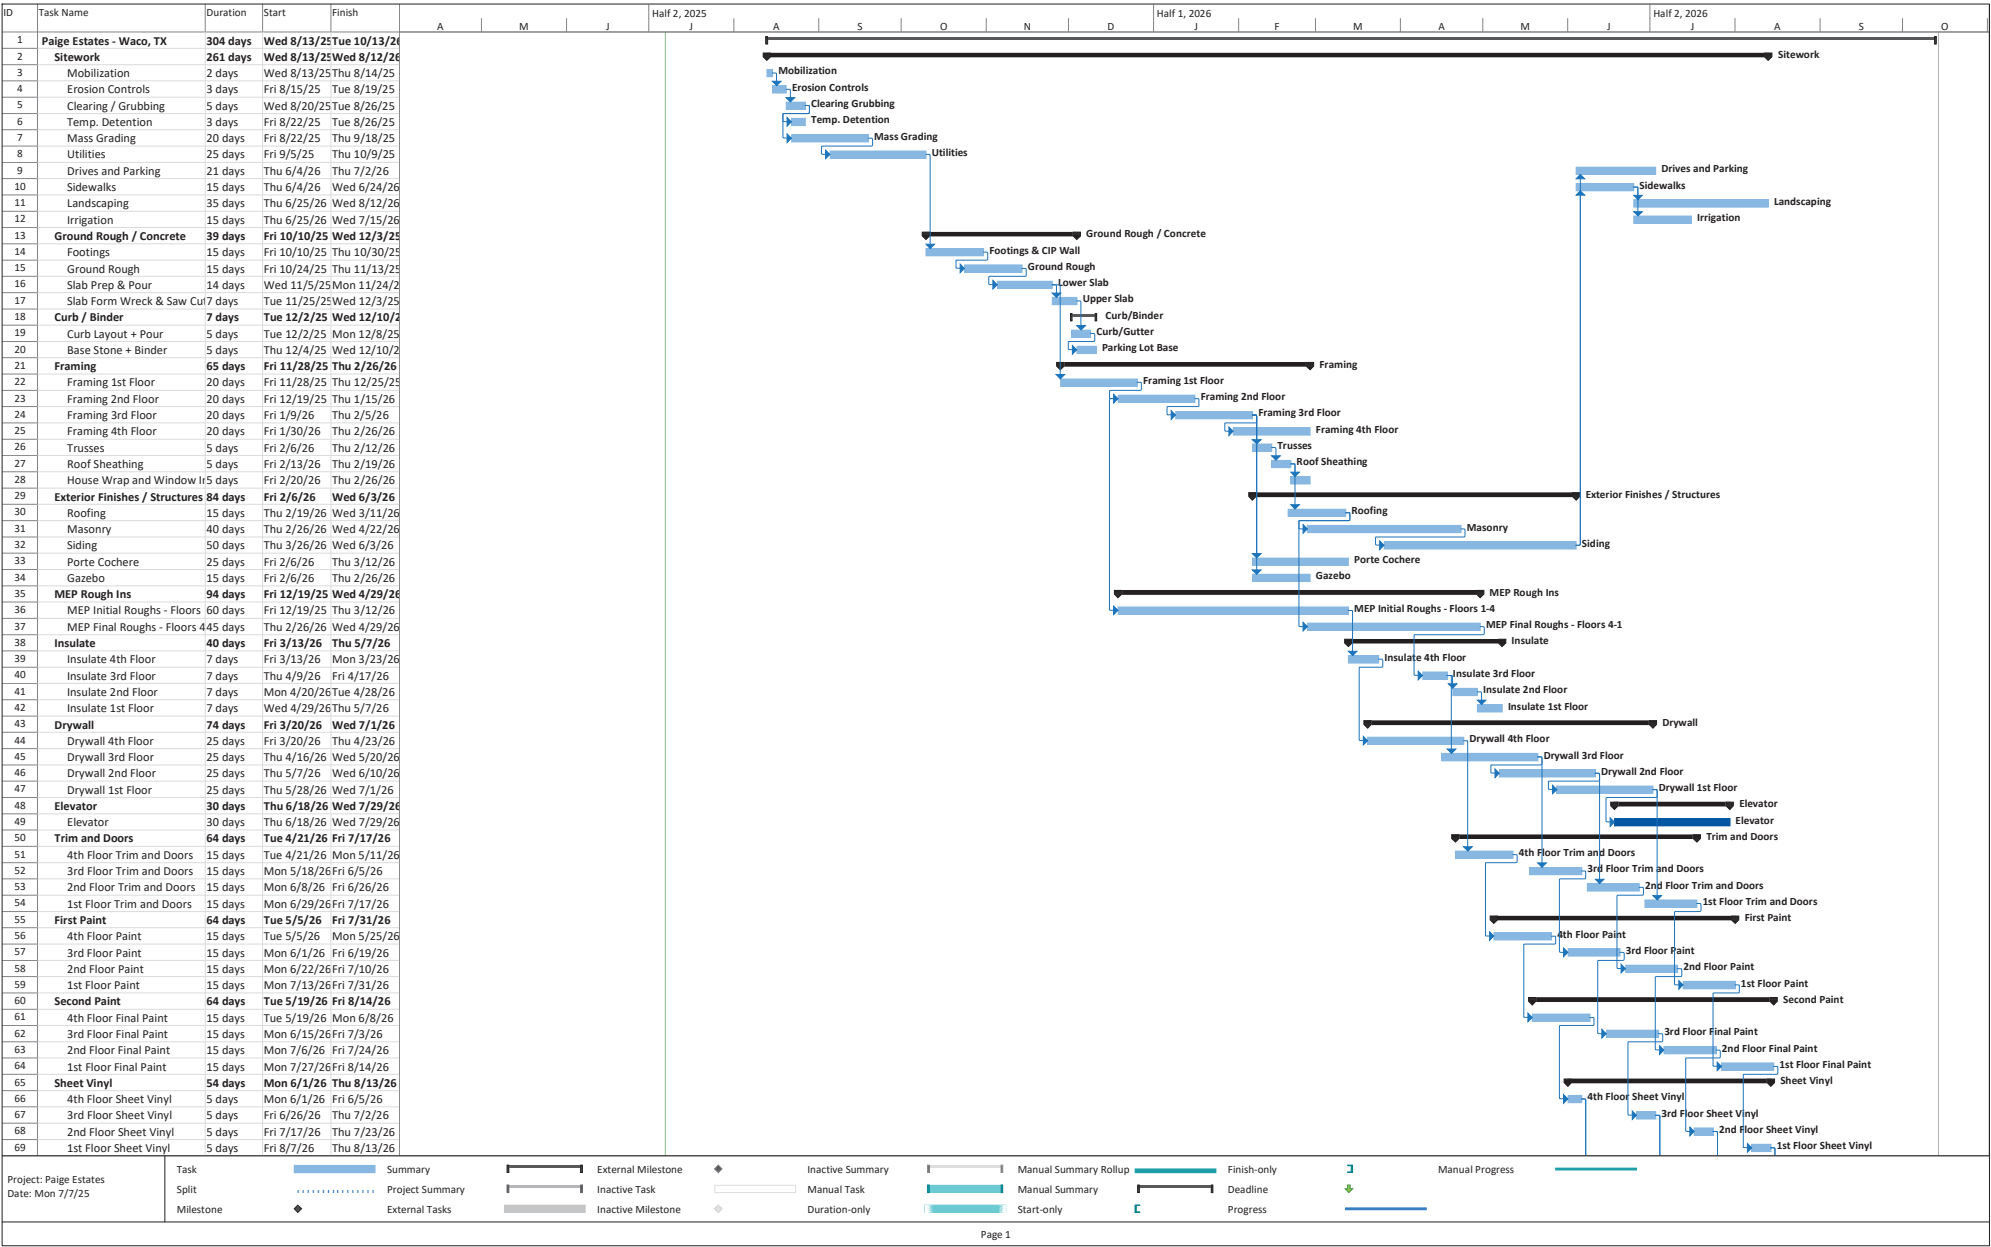 ID Task Name Duration Start Finish Half 2, 2025 Half 1, 2026 Half 2, 2026
A M J J A S O N D J F M A M J J A S O
1 Paige Estates - Waco, TX 304 days Wed 8/13/25 Tue 10/13/26
2 Sitework 261 days Wed 8/13/25 Wed 8/12/26 Sitework
3 Mobilization 2 days Wed 8/13/25 Thu 8/14/25 Mobilization
4 Erosion Controls 3 days Fri 8/15/25 Tue 8/19/25 Erosion Controls
5 Clearing / Grubbing 5 days Wed 8/20/25 Tue 8/26/25 Clearing Grubbing
6 Temp. Detention 3 days Fri 8/22/25 Tue 8/26/25 Temp. Detention
7 Mass Grading 20 days Fri 8/22/25 Thu 9/18/25 Mass Grading
8 Utilities 25 days Fri 9/5/25 Thu 10/9/25 Utilities
9 Drives and Parking 21 days Thu 6/4/26 Thu 7/2/26 Drives and Parking
10 Sidewalks 15 days Thu 6/4/26 Wed 6/24/26 Sidewalks
11 Landscaping 35 days Thu 6/25/26 Wed 8/12/26 Landscaping
12 Irrigation 15 days Thu 6/25/26 Wed 7/15/26 Irrigation
13 Ground Rough / Concrete 39 days Fri 10/10/25 Wed 12/3/25 Ground Rough / Concrete
14 Footings 15 days Fri 10/10/25 Thu 10/30/25 Footings & CIP Wall
15 Ground Rough 15 days Fri 10/24/25 Thu 11/13/25 Ground Rough
16 Slab Prep & Pour 14 days Wed 11/5/25 Mon 11/24/2 Lower Slab
17 Slab Form Wreck & Saw Cut 7 days Tue 11/25/25 Wed 12/3/25 Upper Slab
18 Curb / Binder 7 days Tue 12/2/25 Wed 12/10/2 Curb/Binder
19 Curb Layout + Pour 5 days Tue 12/2/25 Mon 12/8/25 Curb/Gutter
20 Base Stone + Binder 5 days Thu 12/4/25 Wed 12/10/2 Parking Lot Base
21 Framing 65 days Fri 11/28/25 Thu 2/26/26 Framing
22 Framing 1st Floor 20 days Fri 11/28/25 Thu 12/25/25 Framing 1st Floor
23 Framing 2nd Floor 20 days Fri 12/19/25 Thu 1/15/26 Framing 2nd Floor
24 Framing 3rd Floor 20 days Fri 1/9/26 Thu 2/5/26 Framing 3rd Floor
25 Framing 4th Floor 20 days Fri 1/30/26 Thu 2/26/26 Framing 4th Floor
26 Trusses 5 days Fri 2/6/26 Thu 2/12/26 Trusses
27 Roof Sheathing 5 days Fri 2/13/26 Thu 2/19/26 Roof Sheathing
28 House Wrap and Window I 5 days Fri 2/20/26 Thu 2/26/26
29 Exterior Finishes / Structures 84 days Fri 2/6/26 Wed 6/3/26 Exterior Finishes / Structures
30 Roofing 15 days Thu 2/19/26 Wed 3/11/26 Roofing
31 Masonry 40 days Thu 2/26/26 Wed 4/22/26 Masonry
32 Siding 50 days Thu 3/26/26 Wed 6/3/26 Siding
33 Porte Cochere 25 days Fri 2/6/26 Thu 3/12/26 Porte Cochere
34 Gazebo 15 days Fri 2/6/26 Thu 2/26/26 Gazebo
35 MEP Rough Ins 94 days Fri 12/19/25 Wed 4/29/26 MEP Rough Ins
36 MEP Initial Roughs - Floors 60 days Fri 12/19/25 Thu 3/12/26 MEP Initial Roughs - Floors 1-4
37 MEP Final Roughs - Floors 4 45 days Thu 2/26/26 Wed 4/29/26 MEP Final Roughs - Floors 4-1
38 Insulate 40 days Fri 3/13/26 Thu 5/7/26 Insulate
39 Insulate 4th Floor 7 days Fri 3/13/26 Mon 3/23/26 Insulate 4th Floor
40 Insulate 3rd Floor 7 days Thu 4/9/26 Fri 4/17/26 Insulate 3rd Floor
41 Insulate 2nd Floor 7 days Mon 4/20/26 Tue 4/28/26 Insulate 2nd Floor
42 Insulate 1st Floor 7 days Wed 4/29/26 Thu 5/7/26 Insulate 1st Floor
43 Drywall 74 days Fri 3/20/26 Wed 7/1/26 Drywall
44 Drywall 4th Floor 25 days Fri 3/20/26 Thu 4/23/26 Drywall 4th Floor
45 Drywall 3rd Floor 25 days Thu 4/16/26 Wed 5/20/26 Drywall 3rd Floor
46 Drywall 2nd Floor 25 days Thu 5/7/26 Wed 6/10/26 Drywall 2nd Floor
47 Drywall 1st Floor 25 days Thu 5/28/26 Wed 7/1/26 Drywall 1st Floor
48 Elevator 30 days Thu 6/18/26 Wed 7/29/26 Elevator
49 Elevator 30 days Thu 6/18/26 Wed 7/29/26 Elevator
50 Trim and Doors 64 days Tue 4/21/26 Fri 7/17/26 Trim and Doors
51 4th Floor Trim and Doors 15 days Tue 4/21/26 Mon 5/11/26 4th Floor Trim and Doors
52 3rd Floor Trim and Doors 15 days Mon 5/18/26 Fri 6/5/26 3rd Floor Trim and Doors
53 2nd Floor Trim and Doors 15 days Mon 6/8/26 Fri 6/26/26 2nd Floor Trim and Doors
54 1st Floor Trim and Doors 15 days Mon 6/29/26 Fri 7/17/26 1st Floor Trim and Doors
55 First Paint 64 days Tue 5/5/26 Fri 7/31/26 First Paint
56 4th Floor Paint 15 days Tue 5/5/26 Mon 5/25/26 4th Floor Paint
57 3rd Floor Paint 15 days Mon 6/1/26 Fri 6/19/26 3rd Floor Paint
58 2nd Floor Paint 15 days Mon 6/22/26 Fri 7/10/26 2nd Floor Paint
59 1st Floor Paint 15 days Mon 7/13/26 Fri 7/31/26 1st Floor Paint
60 Second Paint 64 days Tue 5/19/26 Fri 8/14/26 Second Paint
61 4th Floor Final Paint 15 days Tue 5/19/26 Mon 6/8/26
62 3rd Floor Final Paint 15 days Mon 6/15/26 Fri 7/3/26 3rd Floor Final Paint
63 2nd Floor Final Paint 15 days Mon 7/6/26 Fri 7/24/26 2nd Floor Final Paint
64 1st Floor Final Paint 15 days Mon 7/27/26 Fri 8/14/26 1st Floor Final Paint
65 Sheet Vinyl 54 days Mon 6/1/26 Thu 8/13/26 Sheet Vinyl
66 4th Floor Sheet Vinyl 5 days Mon 6/1/26 Fri 6/5/26 4th Floor Sheet Vinyl
67 3rd Floor Sheet Vinyl 5 days Fri 6/26/26 Thu 7/2/26 3rd Floor Sheet Vinyl
68 2nd Floor Sheet Vinyl 5 days Fri 7/17/26 Thu 7/23/26 2nd Floor Sheet Vinyl
69 1st Floor Sheet Vinyl 5 days Fri 8/7/26 Thu 8/13/26 1st Floor Sheet Vinyl
Project: Paige Estates
Date: Mon 7/7/25
Task Summary External Milestone Inactive Summary Manual Summary Rollup Finish-only Manual Progress
Split Project Summary Inactive Task Manual Task Manual Summary Deadline
Milestone External Tasks Inactive Milestone Duration-only Start-only Progress
Page 1